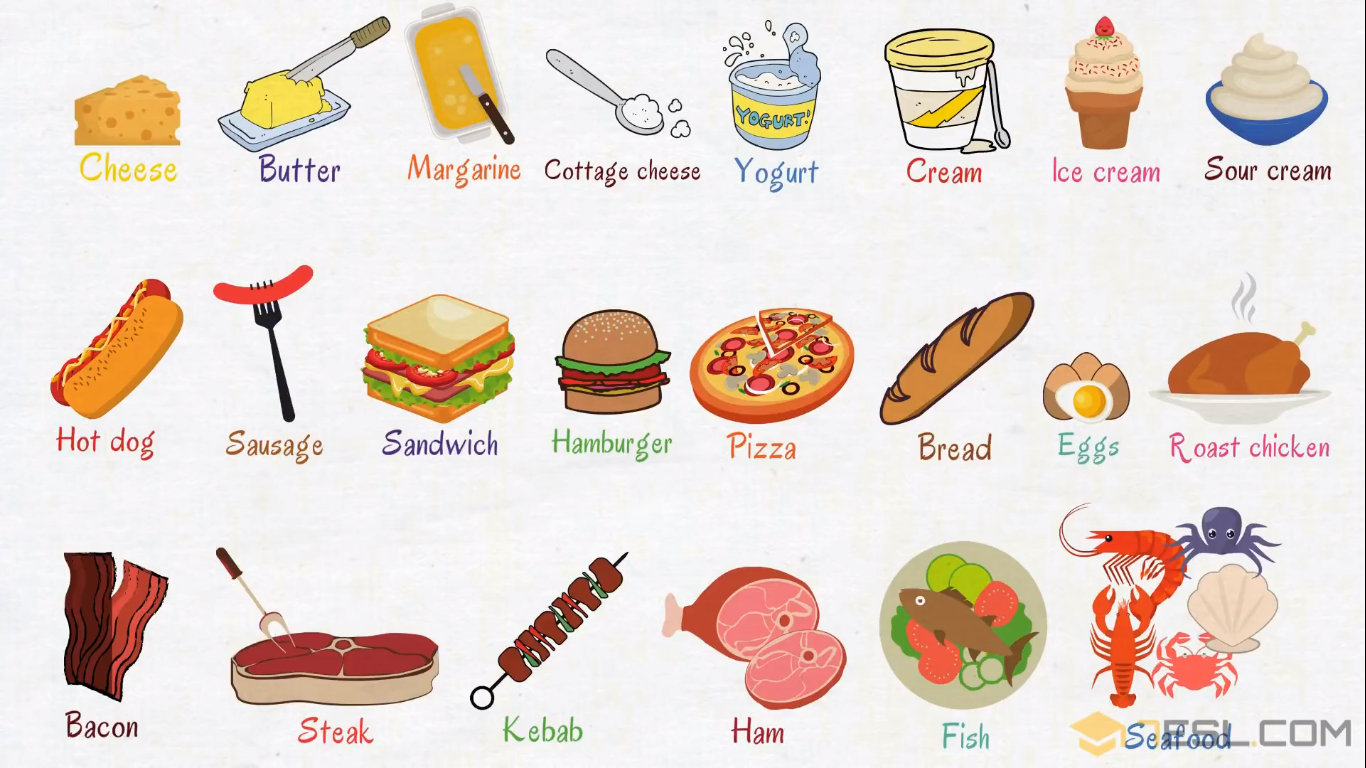 YOGURT!
Cheese
Butter
Margarine
Cottage cheese
Yogurt
Cream
Ice cream
Sour cream
Hot dog
Sausage
Sandwich
Hamburger
Pizza
Bread
Eggs
Roast chicken
Bacon
Steak
Kebab
Ham
Fish
Seafood
7ESL.COM